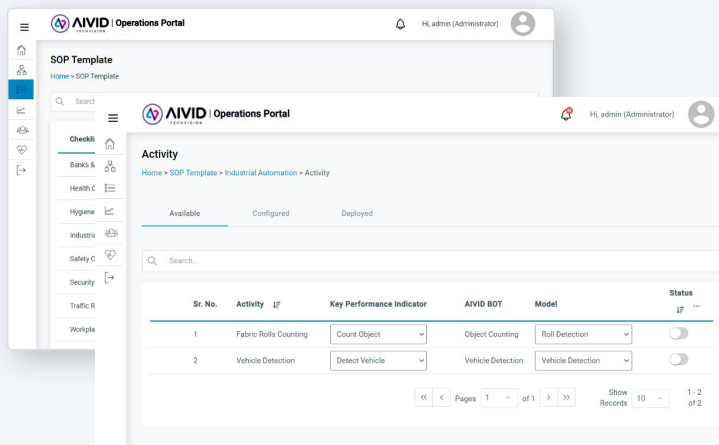 AIVID | Operations Portal
TECHVISION
Hi, admin (Administrator)
SOP Template
Home > SOP Template
Search
Checkli
Banks &
Health C
Hygiene
Industria
Safety C
Security
Traffic R
Workpla
AIVID | Operations Portal
TECHVISION
Hi, admin (Administrator)
Activity
Home > SOP Template > Industrial Automation > Activity
Available Configured Deployed
Search...
Sr. No. Activity Key Performance Indicator AIVID BOT Model Status ...
1 Fabric Rolls Counting Count Object Object Counting Roll Detection
2 Vehicle Detection Detect Vehicle Vehicle Detection Vehicle Detection
Pages 1 of 1 Show Records 10 1 - 2 of 2